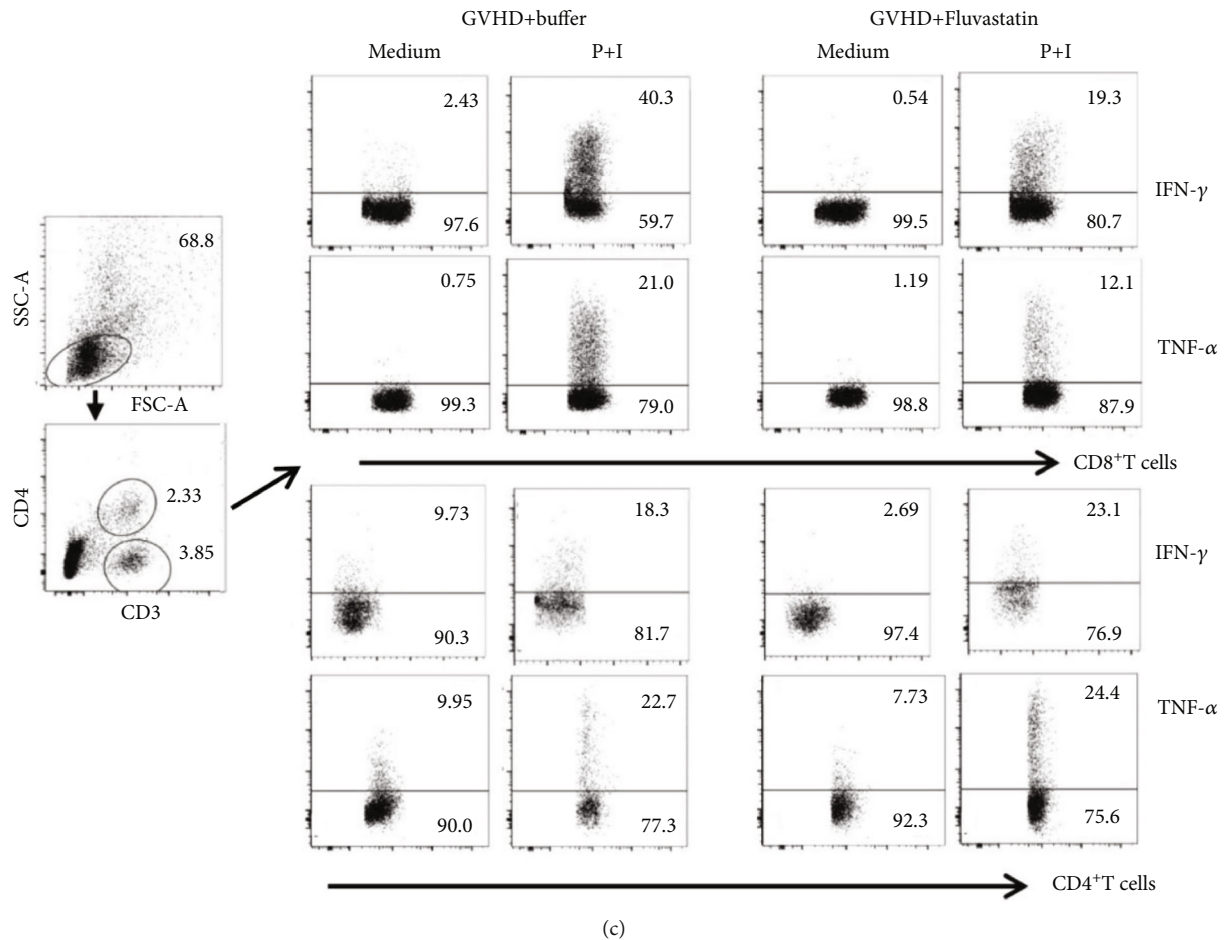 GVHD+buffer GVHD+Fluvastatin
Medium P+I Medium P+I
2.43 40.3 0.54 19.3
IFN-γ
97.6 59.7 99.5 80.7
68.8
SSC-A
FSC-A
0.75 21.0 1.19 12.1
TNF-α
99.3 79.0 98.8 87.9
CD8⁺T cells
CD4
2.33
3.85
CD3
9.73 18.3 2.69 23.1
IFN-γ
90.3 81.7 97.4 76.9
9.95 22.7 7.73 24.4
TNF-α
90.0 77.3 92.3 75.6
CD4⁺T cells
(c)